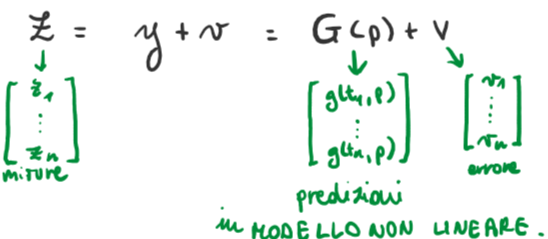 z = y + v = G(p) + v
z₁ g(t₁,p) v₁
⋮ ⋮ ⋮
zₙ g(tₙ,p) vₙ
misure errore
predizioni
in MODELLO NON LINEARE.